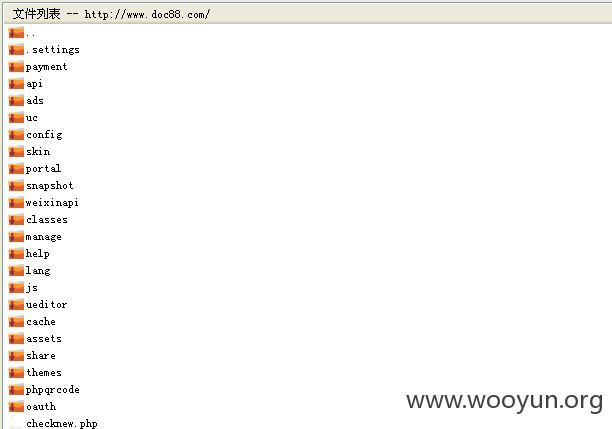 文件列表 -- http://www.doc88.com/
..
.settings
payment
api
ads
uc
config
skin
portal
snapshot
weixinapi
classes
manage
help
lang
js
ueditor
cache
assets
share
themes
phpqrcode
oauth
checknew.php
www.wooyun.org